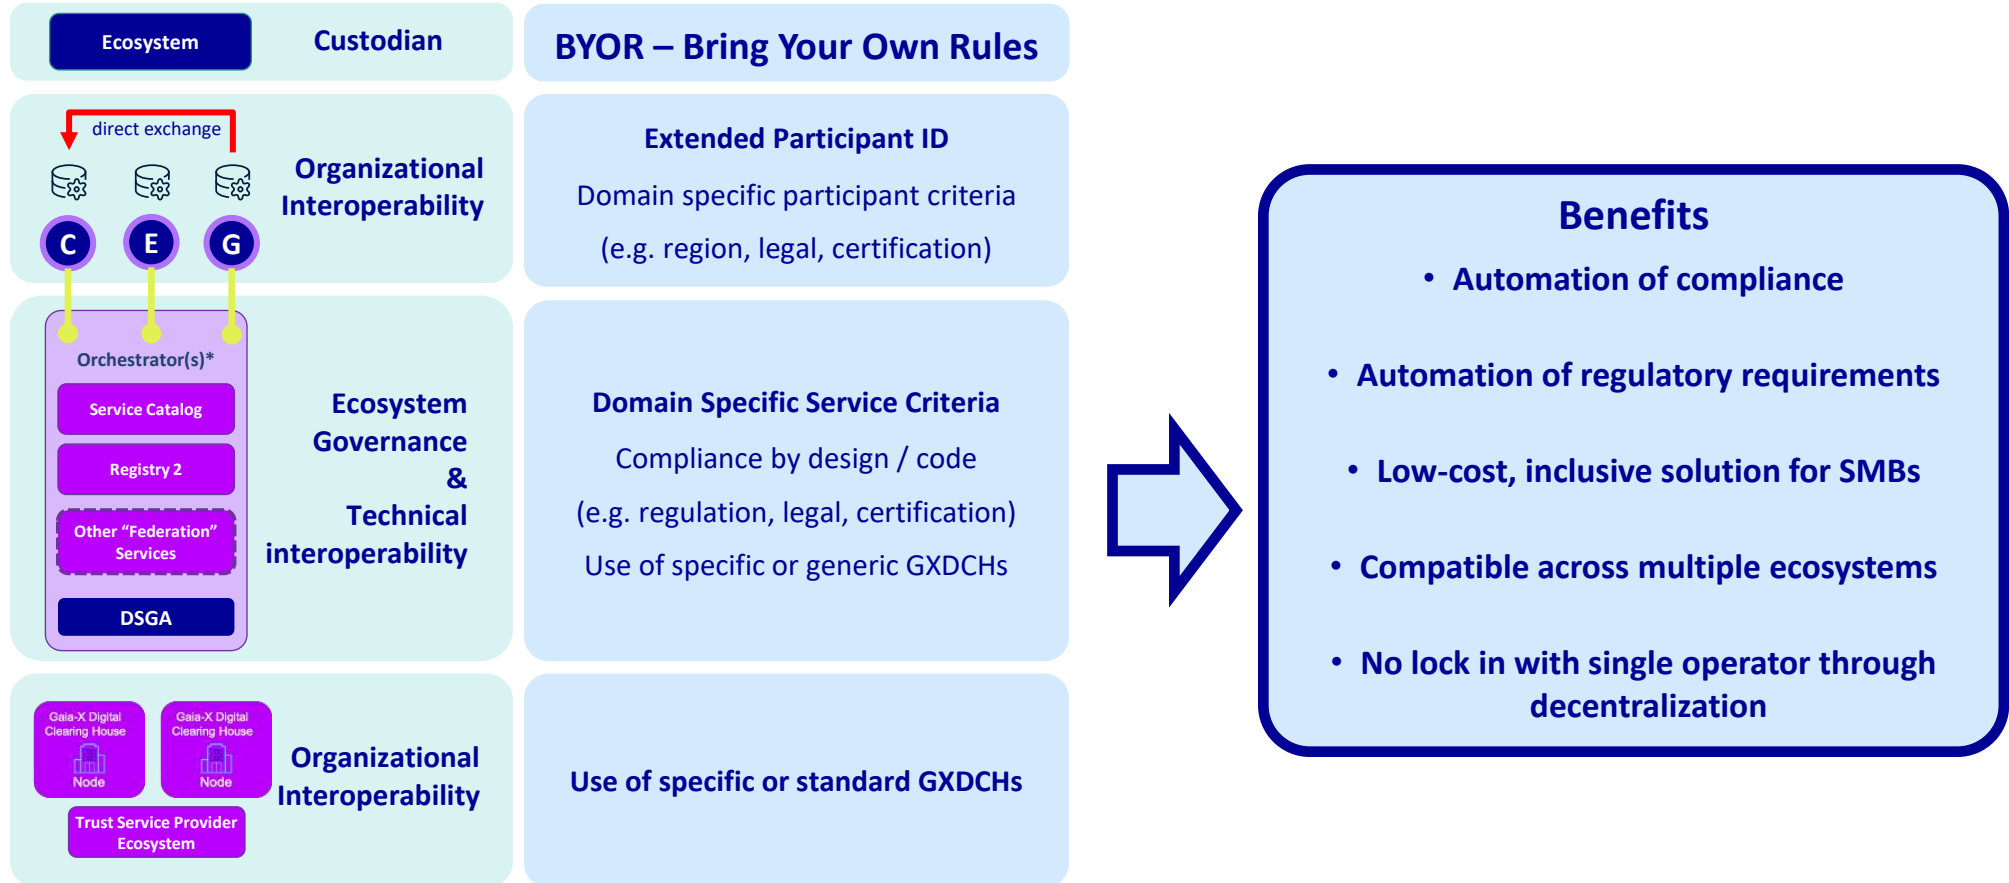 Ecosystem
Custodian
BYOR – Bring Your Own Rules
direct exchange
C
E
G
Organizational
Interoperability
Extended Participant ID
Domain specific participant criteria
(e.g. region, legal, certification)
Orchestrator(s)*
Service Catalog
Registry 2
Other “Federation”
Services
DSGA
Ecosystem
Governance
&
Technical
interoperability
Domain Specific Service Criteria
Compliance by design / code
(e.g. regulation, legal, certification)
Use of specific or generic GXDCHs
Gaia-X Digital
Clearing House
Node
Gaia-X Digital
Clearing House
Node
Trust Service Provider
Ecosystem
Organizational
Interoperability
Use of specific or standard GXDCHs
Benefits
• Automation of compliance
• Automation of regulatory requirements
• Low-cost, inclusive solution for SMBs
• Compatible across multiple ecosystems
• No lock in with single operator through
decentralization